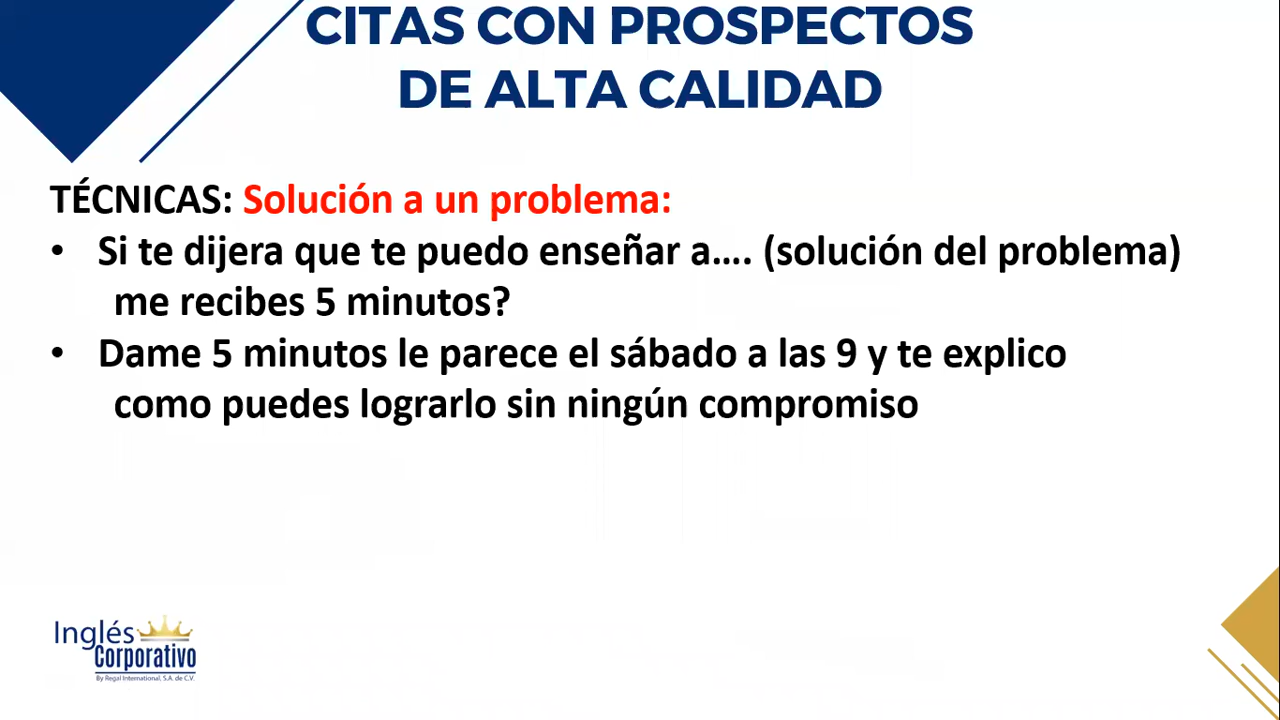 CITAS CON PROSPECTOS
DE ALTA CALIDAD
TÉCNICAS: Solución a un problema:
• Si te dijera que te puedo enseñar a.... (solución del problema)
me recibes 5 minutos?
• Dame 5 minutos le parece el sábado a las 9 y te explico
como puedes lograrlo sin ningún compromiso
Inglés
Corporativo
By Regal International, S.A. de C.V.